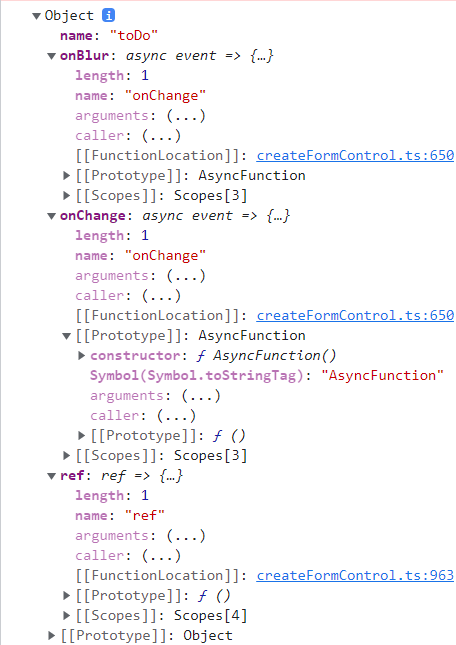 ▼Object i
name: "toDo"
▼onBlur: async event => {…}
length: 1
name: "onChange"
arguments: (...)
caller: (...)
[[FunctionLocation]]: createFormControl.ts:650
▶[[Prototype]]: AsyncFunction
▶[[Scopes]]: Scopes[3]
▼onChange: async event => {…}
length: 1
name: "onChange"
arguments: (...)
caller: (...)
[[FunctionLocation]]: createFormControl.ts:650
▼[[Prototype]]: AsyncFunction
▶constructor: ƒ AsyncFunction()
Symbol(Symbol.toStringTag): "AsyncFunction"
arguments: (...)
caller: (...)
▶[[Prototype]]: ƒ ()
▶[[Scopes]]: Scopes[3]
▼ref: ref => {…}
length: 1
name: "ref"
arguments: (...)
caller: (...)
[[FunctionLocation]]: createFormControl.ts:963
▶[[Prototype]]: ƒ ()
▶[[Scopes]]: Scopes[4]
▶[[Prototype]]: Object